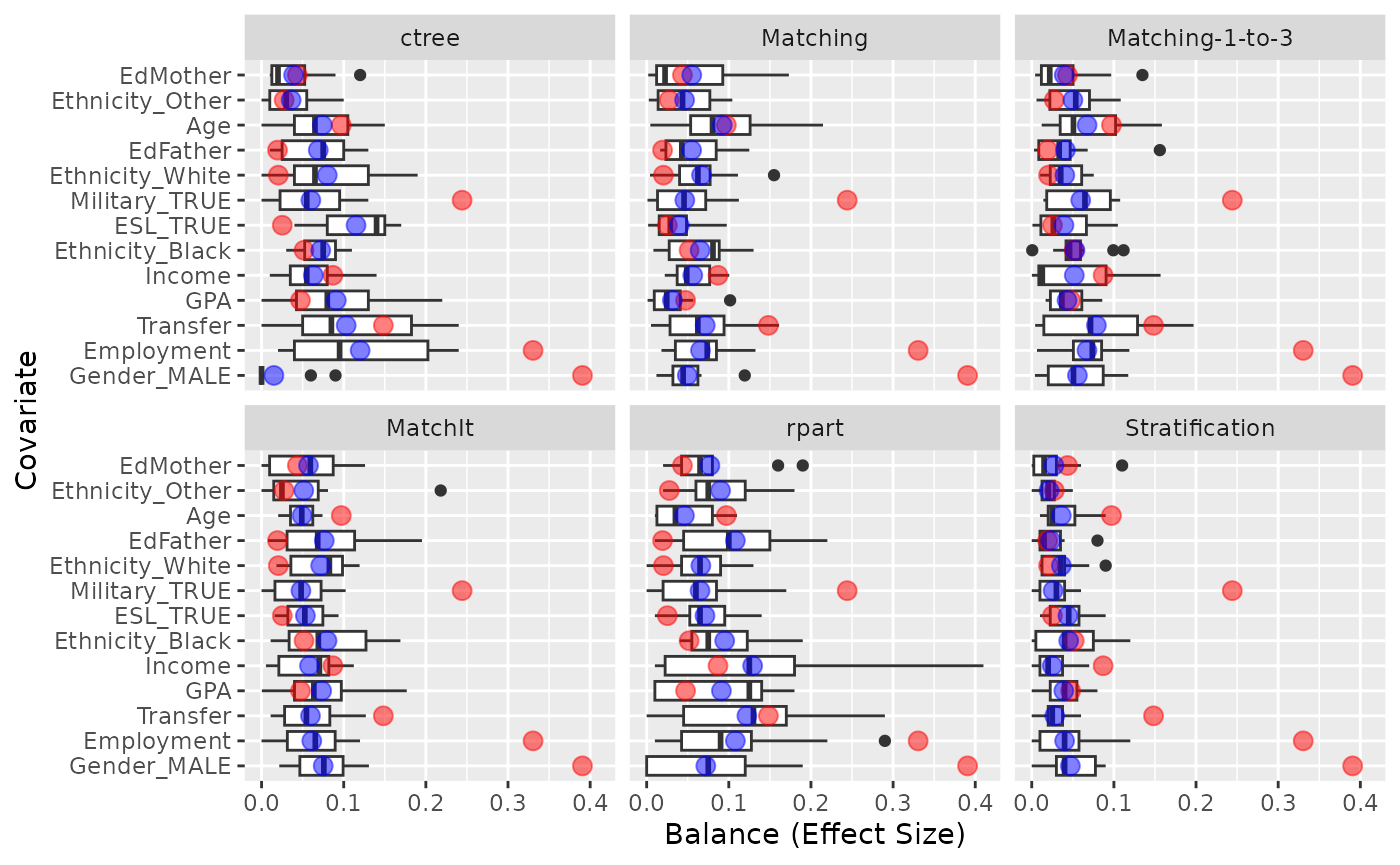 ctree Matching Matching-1-to-3
EdMother
Ethnicity_Other
Age
EdFather
Ethnicity_White
Military_TRUE
ESL_TRUE
Ethnicity_Black
Income
GPA
Transfer
Employment
Gender_MALE
Covariate
MatchIt rpart Stratification
EdMother
Ethnicity_Other
Age
EdFather
Ethnicity_White
Military_TRUE
ESL_TRUE
Ethnicity_Black
Income
GPA
Transfer
Employment
Gender_MALE
0.0 0.1 0.2 0.3 0.4 0.0 0.1 0.2 0.3 0.4 0.0 0.1 0.2 0.3 0.4
Balance (Effect Size)